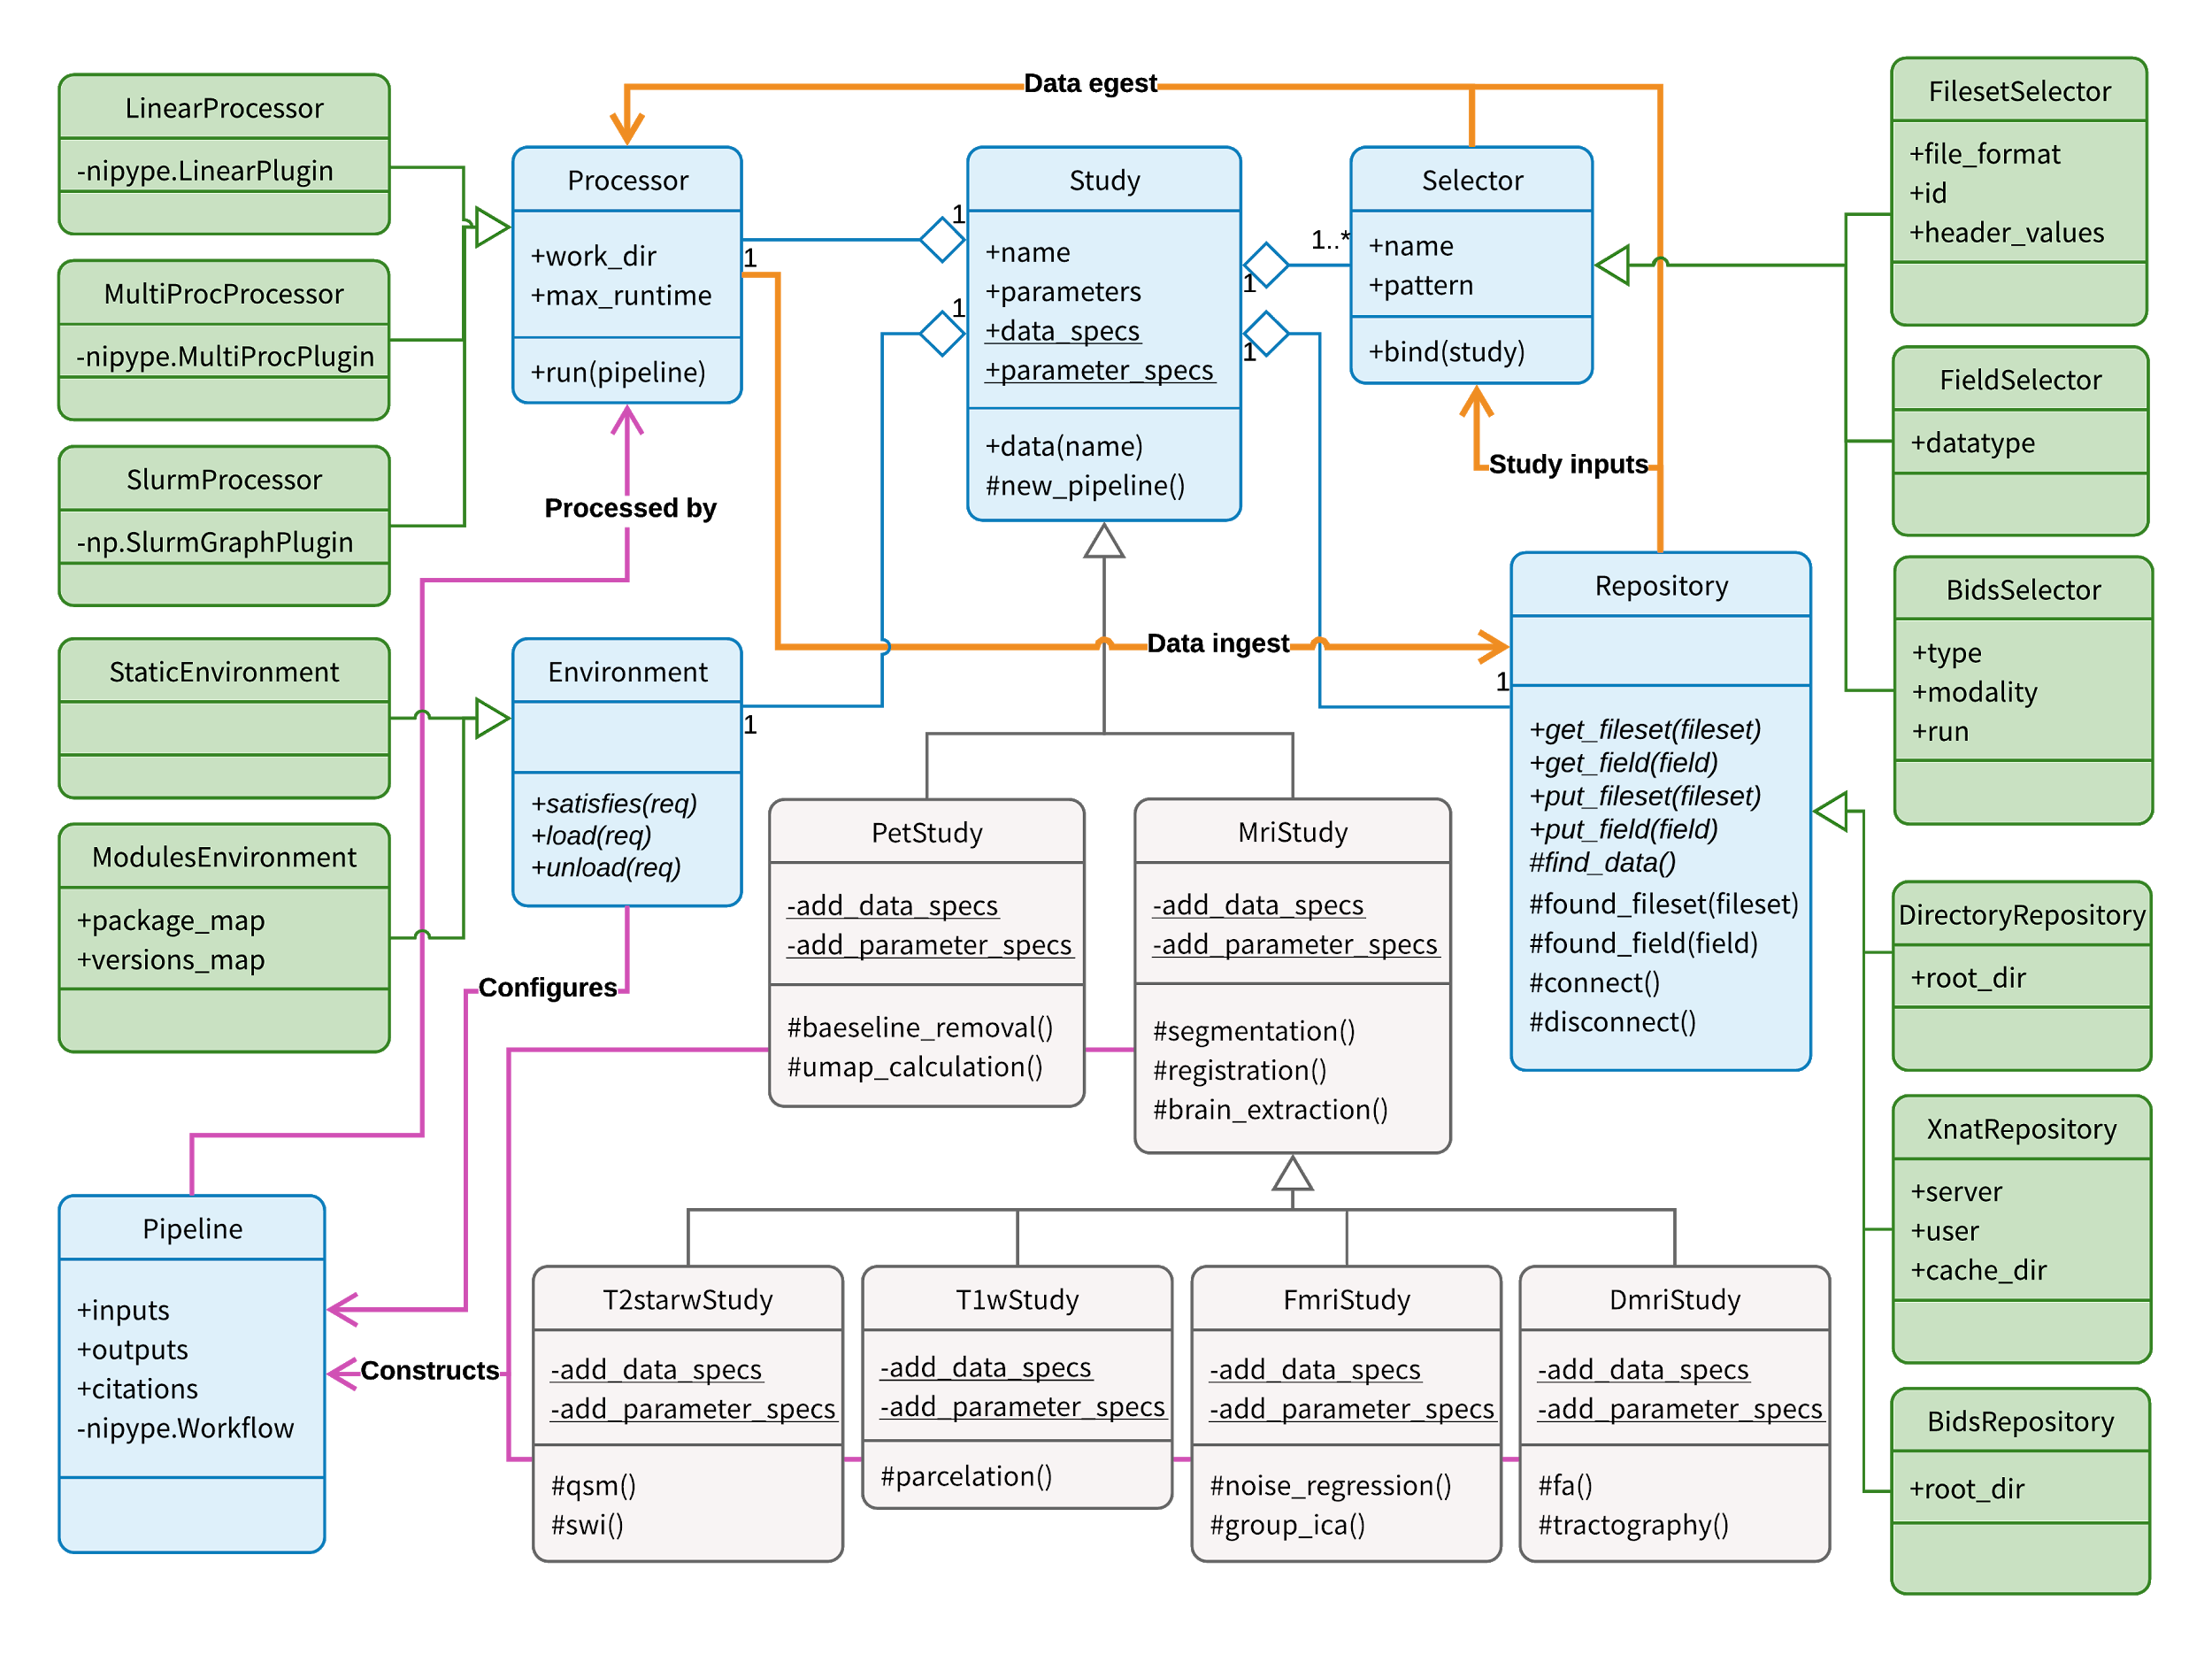 LinearProcessor
-nipype.LinearPlugin
MultiProcProcessor
-nipype.MultiProcPlugin
SlurmProcessor
-np.SlurmGraphPlugin
StaticEnvironment
ModulesEnvironment
+package_map
+versions_map
Data egest
Processor
+work_dir
+max_runtime
+run(pipeline)
1
1
1
Study
+name
+parameters
+data_specs
+parameter_specs
+data(name)
#new_pipeline()
1..*
1
1
Selector
+name
+pattern
+bind(study)
Study inputs
Processed by
Data ingest
Environment
+satisfies(req)
+load(req)
+unload(req)
1
Configures
1
Repository
+get_fileset(fileset)
+get_field(field)
+put_fileset(fileset)
+put_field(field)
#find_data()
#found_fileset(fileset)
#found_field(field)
#connect()
#disconnect()
PetStudy
-add_data_specs
-add_parameter_specs
#baeseline_removal()
#umap_calculation()
MriStudy
-add_data_specs
-add_parameter_specs
#segmentation()
#registration()
#brain_extraction()
Pipeline
+inputs
+outputs
+citations
-nipype.Workflow
Constructs
T2starwStudy
-add_data_specs
-add_parameter_specs
#qsm()
#swi()
T1wStudy
-add_data_specs
-add_parameter_specs
#parcelation()
FmriStudy
-add_data_specs
-add_parameter_specs
#noise_regression()
#group_ica()
DmriStudy
-add_data_specs
-add_parameter_specs
#fa()
#tractography()
FilesetSelector
+file_format
+id
+header_values
FieldSelector
+datatype
BidsSelector
+type
+modality
+run
DirectoryRepository
+root_dir
XnatRepository
+server
+user
+cache_dir
BidsRepository
+root_dir